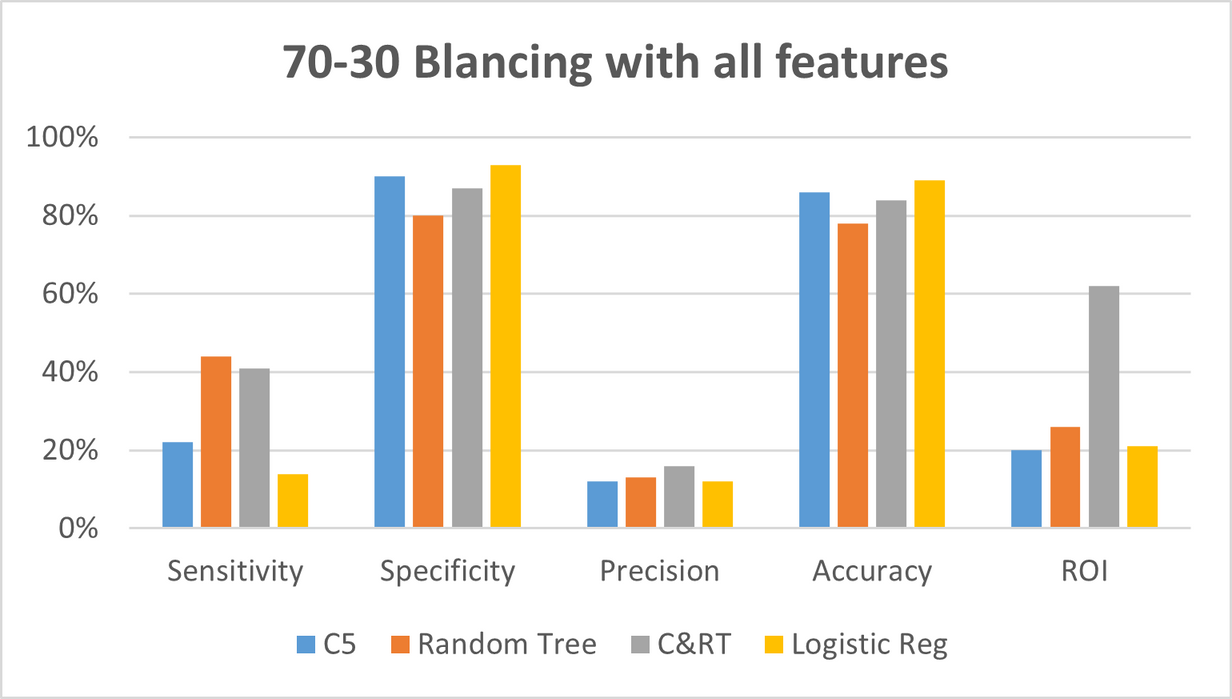 70-30 Blancing with all features
100%
80%
60%
40%
20%
0%
Sensitivity Specificity Precision Accuracy ROI
C5 Random Tree C&RT Logistic Reg